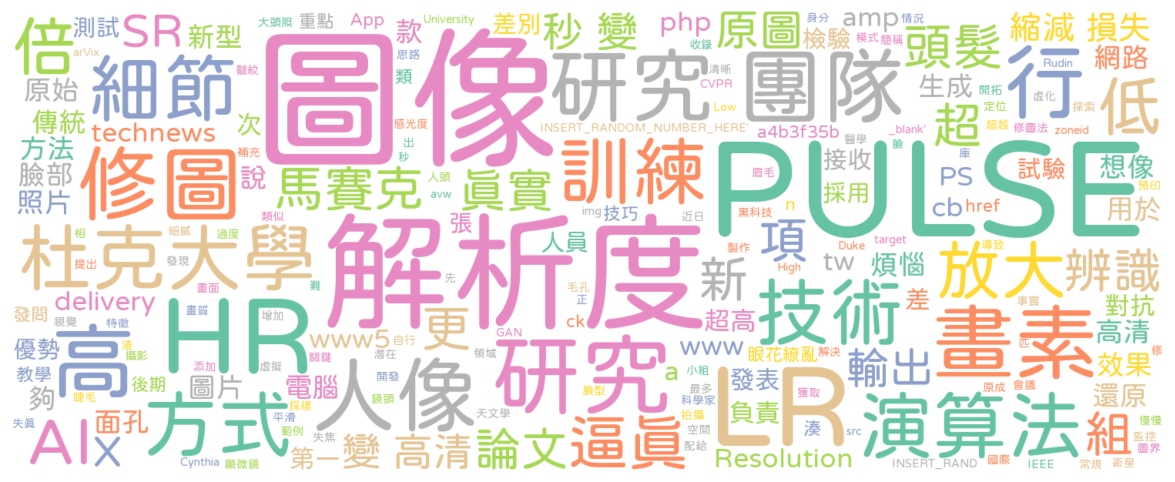 倍 測試 SR 新型 大頭照 重點 App 款 University 差別 秒 變 php 原圖 amp 身分 情況 檢驗 模式 簡稱 頭髮 縮減 損失
arVix 皺紋 思路 收錄 網路 Rudin
原始 細節 圖像 類 研究 團隊 清晰 CVPR Low 生成 開拓 定位 行 虛化 探索 低
傳統 technews 次 感光度 INSERT_RANDOM_NUMBER_HERE' a4b3f35b _blank' 超 超越 修圖法 zoneid
方法 修圖 補充 出 秒 醫學 臉 庫 試驗 想像
臉部 說 馬賽克 人頭 真實 avw 訓練 眉毛 PULSE 接收 採用 PS 預印
照片 類似 張 img 技巧 近日 黑科技 n cb href 用於
杜克大學 相 細感 過度 解析度 人員 項 製作 Duke target 導致 放大 辨識
提出 發現 畫面 先 毛孔 正 新 High tw 煩惱 事實
delivery 難 ck 超高 技術 差 對抗
發問 視覺 特徵 畫質 HR 增加 www5 自行 更 GAN 領域 www 眼花繚亂 解決 畫素 匹 高清 修
優勢 高 渣 攝影 添加 虛擬 關鍵 潛在 研究 小組 a 發表 獲取 輸出 原成 會議 效果
教學 睫毛 後期 圖片 電腦 人像 開發 臉型 最多 科學家 LR 還原
夠 面孔 方式 採樣 鏡頭 拍攝 負責 湊 演算法 組
失真 AI x 平滑 範例 天文學 空間 src 慢慢
Cynthia 顯微鏡 失焦 第一 變 高清 論文 逼真 配給 Resolution INSERT_RAND 國際 IEEE 監控 圖界 常規 衛星